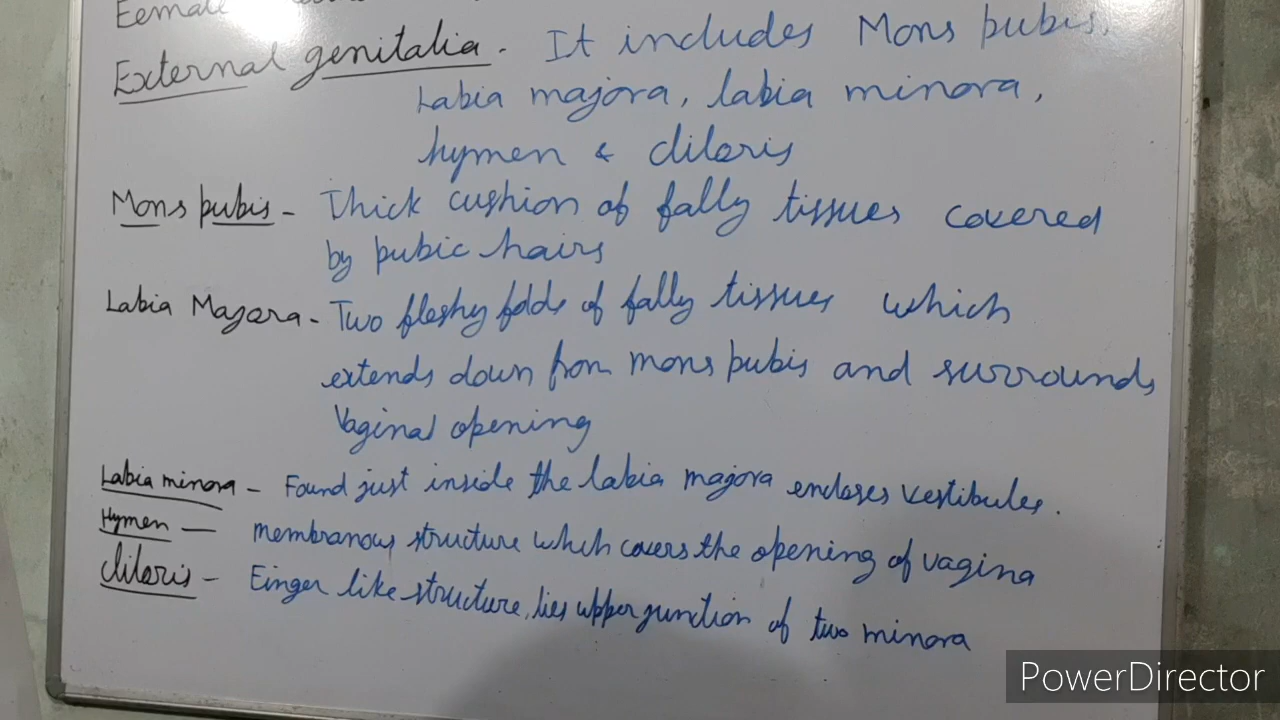 Female
External genitalia. It includes Mons pubis,
Labia majora, labia minora,
hymen & clitoris
Mons pubis - Thick cushion of fatty tissues covered
by pubic hairs
Labia Majora - Two fleshy folds of fatty tissues which
extends down from mons pubis and surrounds
Vaginal opening
Labia minora - Found just inside the labia majora encloses vestibules.
Hymen - membranous structure which covers the opening of vagina
Clitoris - Finger like structure, lies upper junction of two minora
PowerDirector